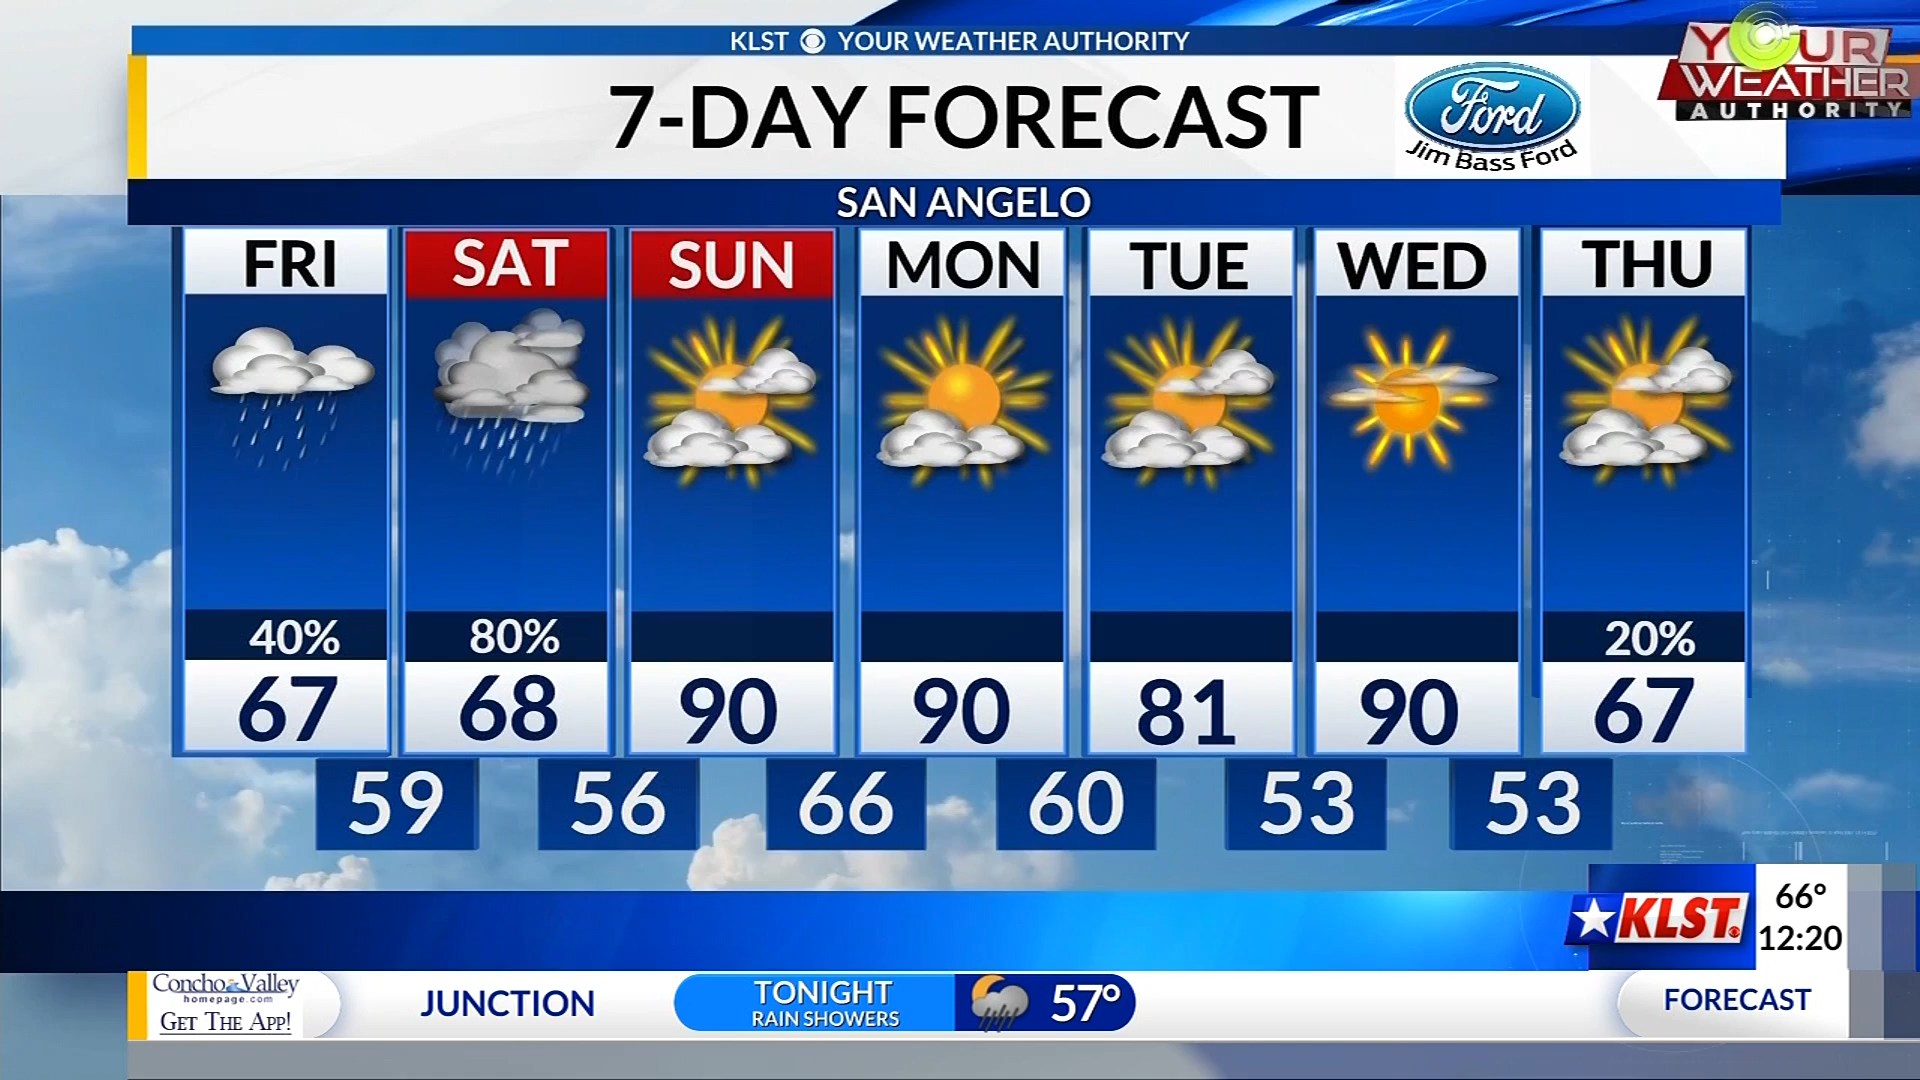 KLST YOUR WEATHER AUTHORITY
YOUR
WEATHER
AUTHORITY
7-DAY FORECAST
Ford
Jim Bass Ford
SAN ANGELO
FRI SAT SUN MON TUE WED THU
40% 80% 20%
67 68 90 90 81 90 67
59 56 66 60 53 53
KLST
66°
12:20
Concho Valley
homepage.com
GET THE APP!
JUNCTION
TONIGHT
RAIN SHOWERS
57°
FORECAST